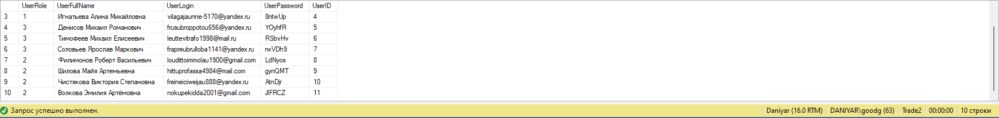 UserRole UserFullName UserLogin UserPassword UserID
3 1 Игнатьева Алина Михайловна vilagajaunne-5170@yandex.ru 8ntwUp 4
4 3 Денисов Михаил Романович frusubroppotou656@yandex.ru YOyhfR 5
5 3 Тимофеев Михаил Елисеевич leuttevitrafo1998@mail.ru RSbvHv 6
6 3 Соловьев Ярослав Маркович frapreubrulloba1141@yandex.ru rwVDh9 7
7 2 Филимонов Роберт Васильевич loudittoimmolau1900@gmail.com LdNyos 8
8 2 Шилова Майя Артемьевна hittuprofassa4984@mail.com gynQMT 9
9 2 Чистякова Виктория Степановна freineiciweijau888@yandex.ru AtnDjr 10
10 2 Волкова Эмилия Артёмовна nokupekidda2001@gmail.com JlFRCZ 11
Запрос успешно выполнен. Daniyar (16.0 RTM) DANIYAR\goodg (63) Trade2 00:00:00 10 строки